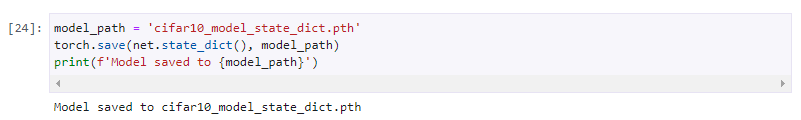 [24]: model_path = 'cifar10_model_state_dict.pth'
torch.save(net.state_dict(), model_path)
print(f'Model saved to {model_path}')
Model saved to cifar10_model_state_dict.pth